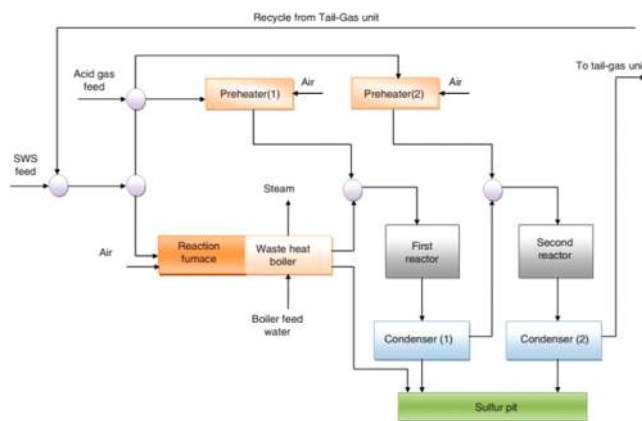 Recycle from Tail-Gas unit
To tail-gas unit
Acid gas
feed
Preheater(1)
Air
Preheater(2)
Air
SWS
feed
Steam
Air
Reaction
furnace
Waste heat
boiler
First
reactor
Second
reactor
Boiler feed
water
Condenser (1)
Condenser (2)
Sulfur pit